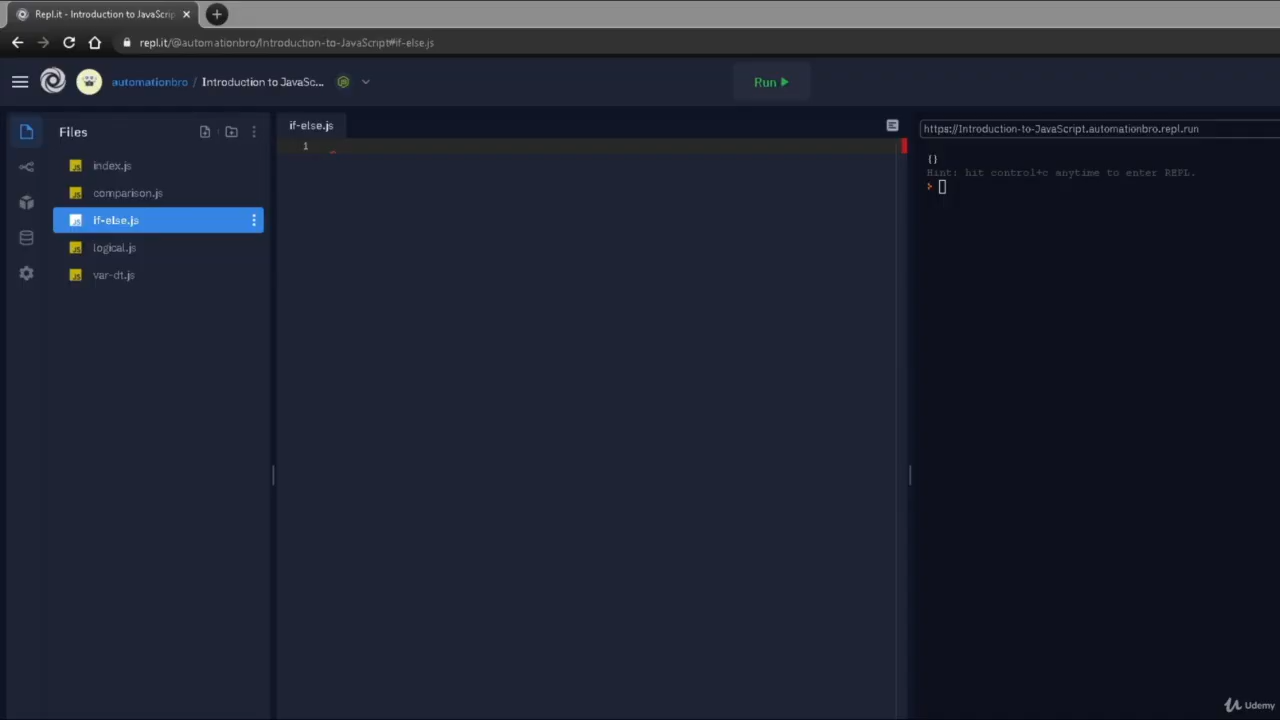 Repl.it - Introduction to JavaScrip
repl.it/@automationbro/Introduction-to-JavaScript#if-else.js
automationbro / Introduction to JavaSc...
Run
Files
index.js
comparison.js
if-else.js
logical.js
var-dt.js
if-else.js
1
https://Introduction-to-JavaScript.automationbro.repl.run
{}
Hint: hit control+c anytime to enter REPL.
>
Udemy